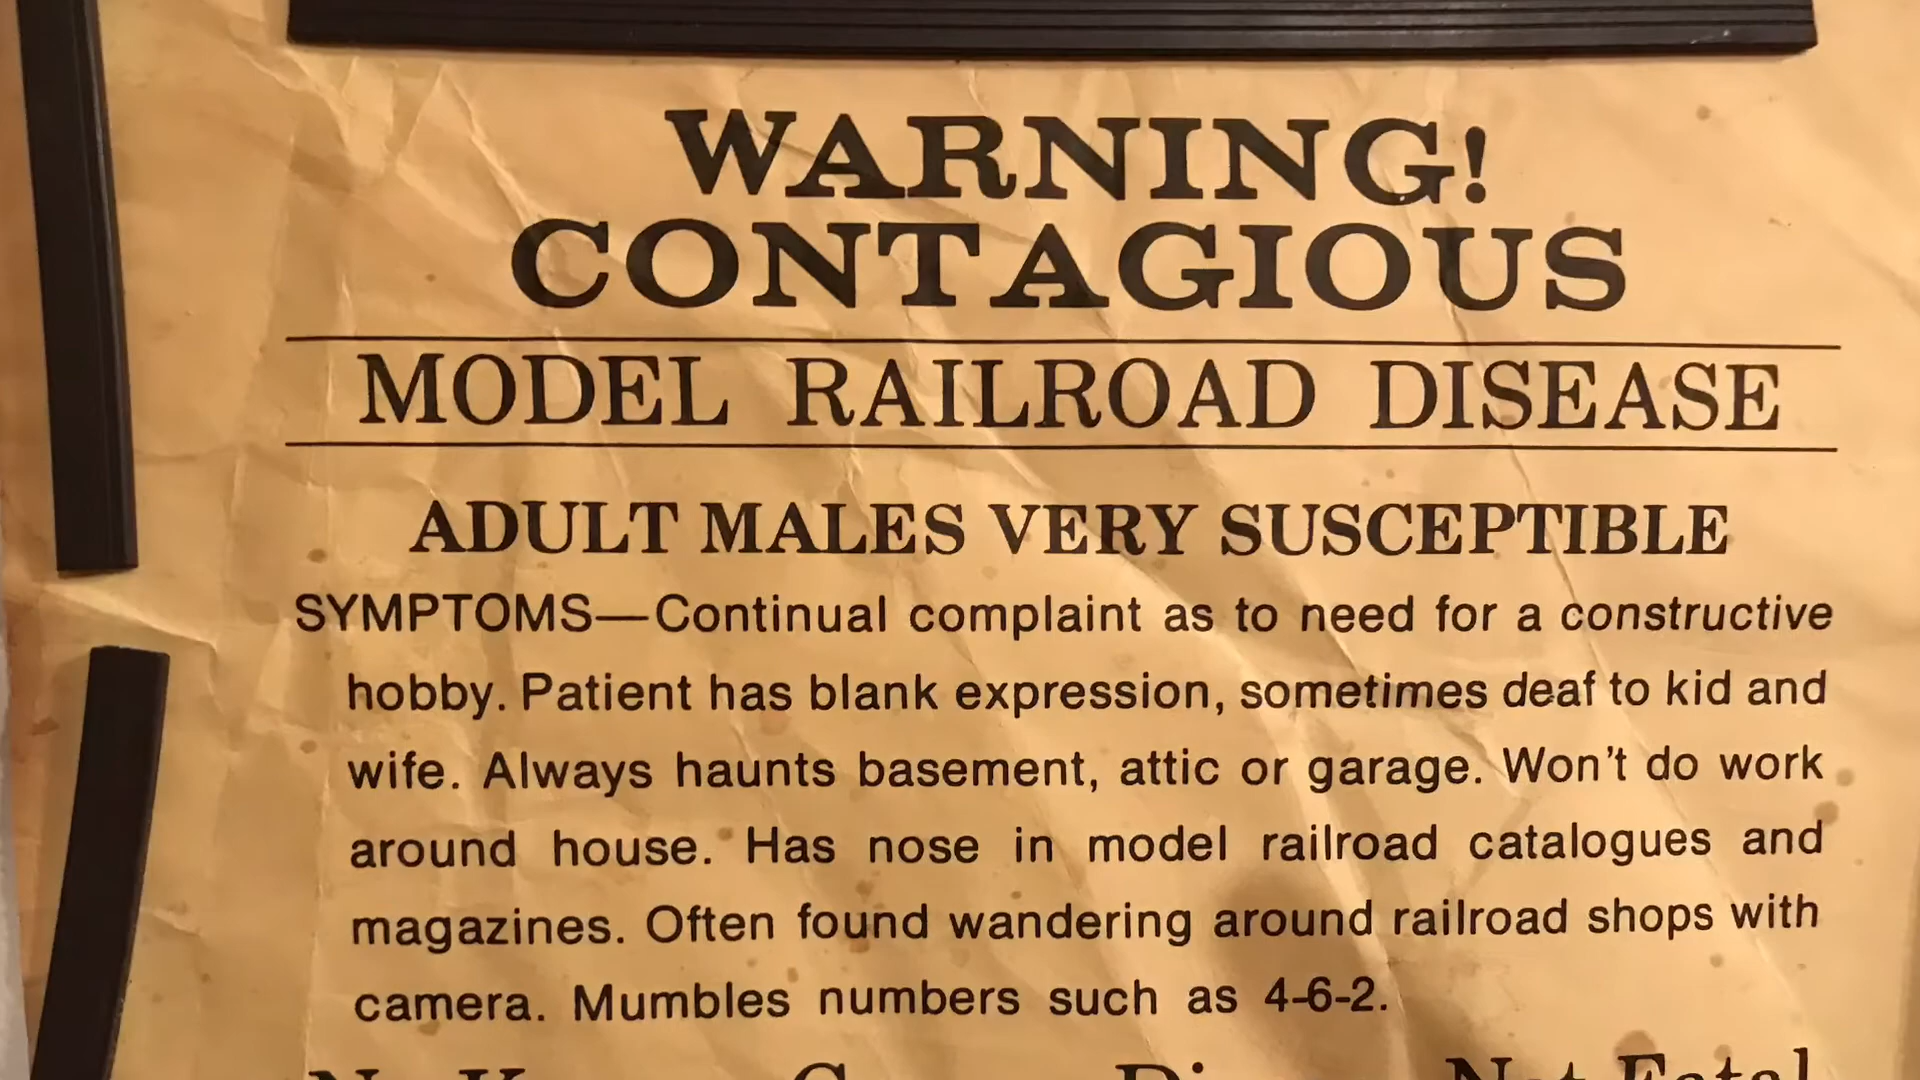 WARNING!
CONTAGIOUS
MODEL RAILROAD DISEASE
ADULT MALES VERY SUSCEPTIBLE
SYMPTOMS—Continual complaint as to need for a constructive
hobby. Patient has blank expression, sometimes deaf to kid and
wife. Always haunts basement, attic or garage. Won't do work
around house. Has nose in model railroad catalogues and
magazines. Often found wandering around railroad shops with
camera. Mumbles numbers such as 4-6-2.
Not Fatal